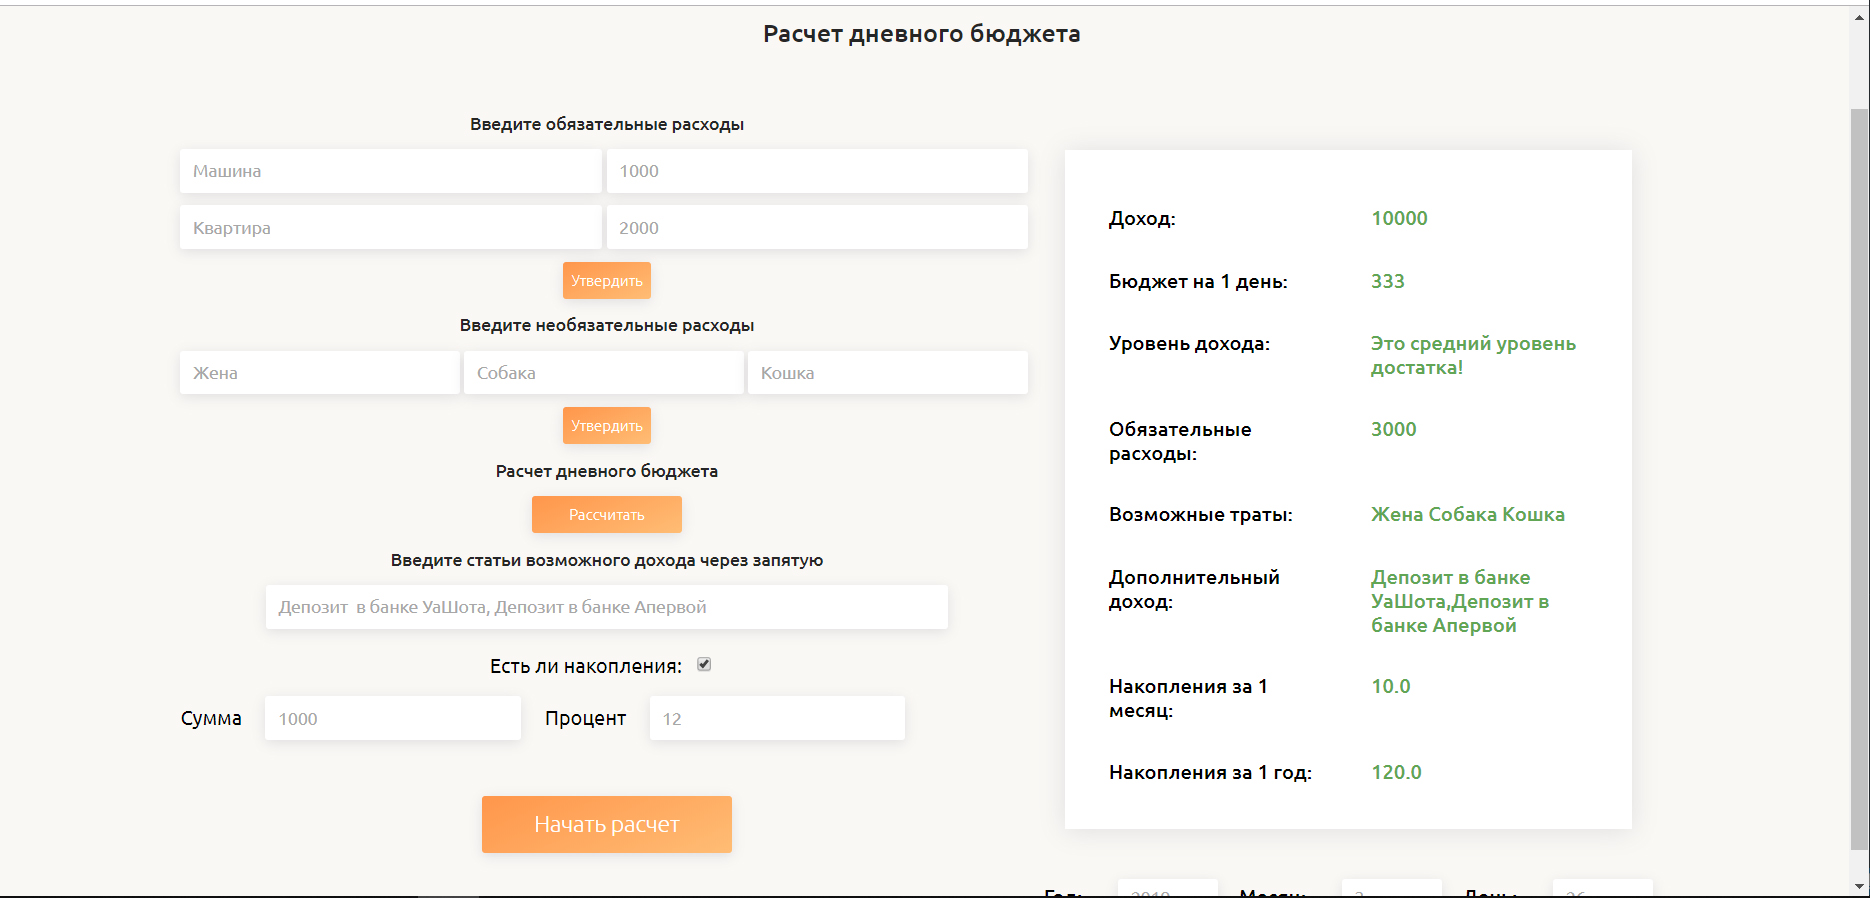 Расчет дневного бюджета
Введите обязательные расходы
Машина 1000
Квартира 2000
Утвердить
Введите необязательные расходы
Жена Собака Кошка
Утвердить
Расчет дневного бюджета
Рассчитать
Введите статьи возможного дохода через запятую
Депозит  в банке УаШота, Депозит в банке Апервой
Есть ли накопления:
Сумма 1000 Процент 12
Начать расчет
Доход: 10000
Бюджет на 1 день: 333
Уровень дохода: Это средний уровень
достатка!
Обязательные 3000
расходы:
Возможные траты: Жена Собака Кошка
Дополнительный Депозит в банке
доход: УаШота,Депозит в
банке Апервой
Накопления за 1 10.0
месяц:
Накопления за 1 год: 120.0
Год: Месяц: День: